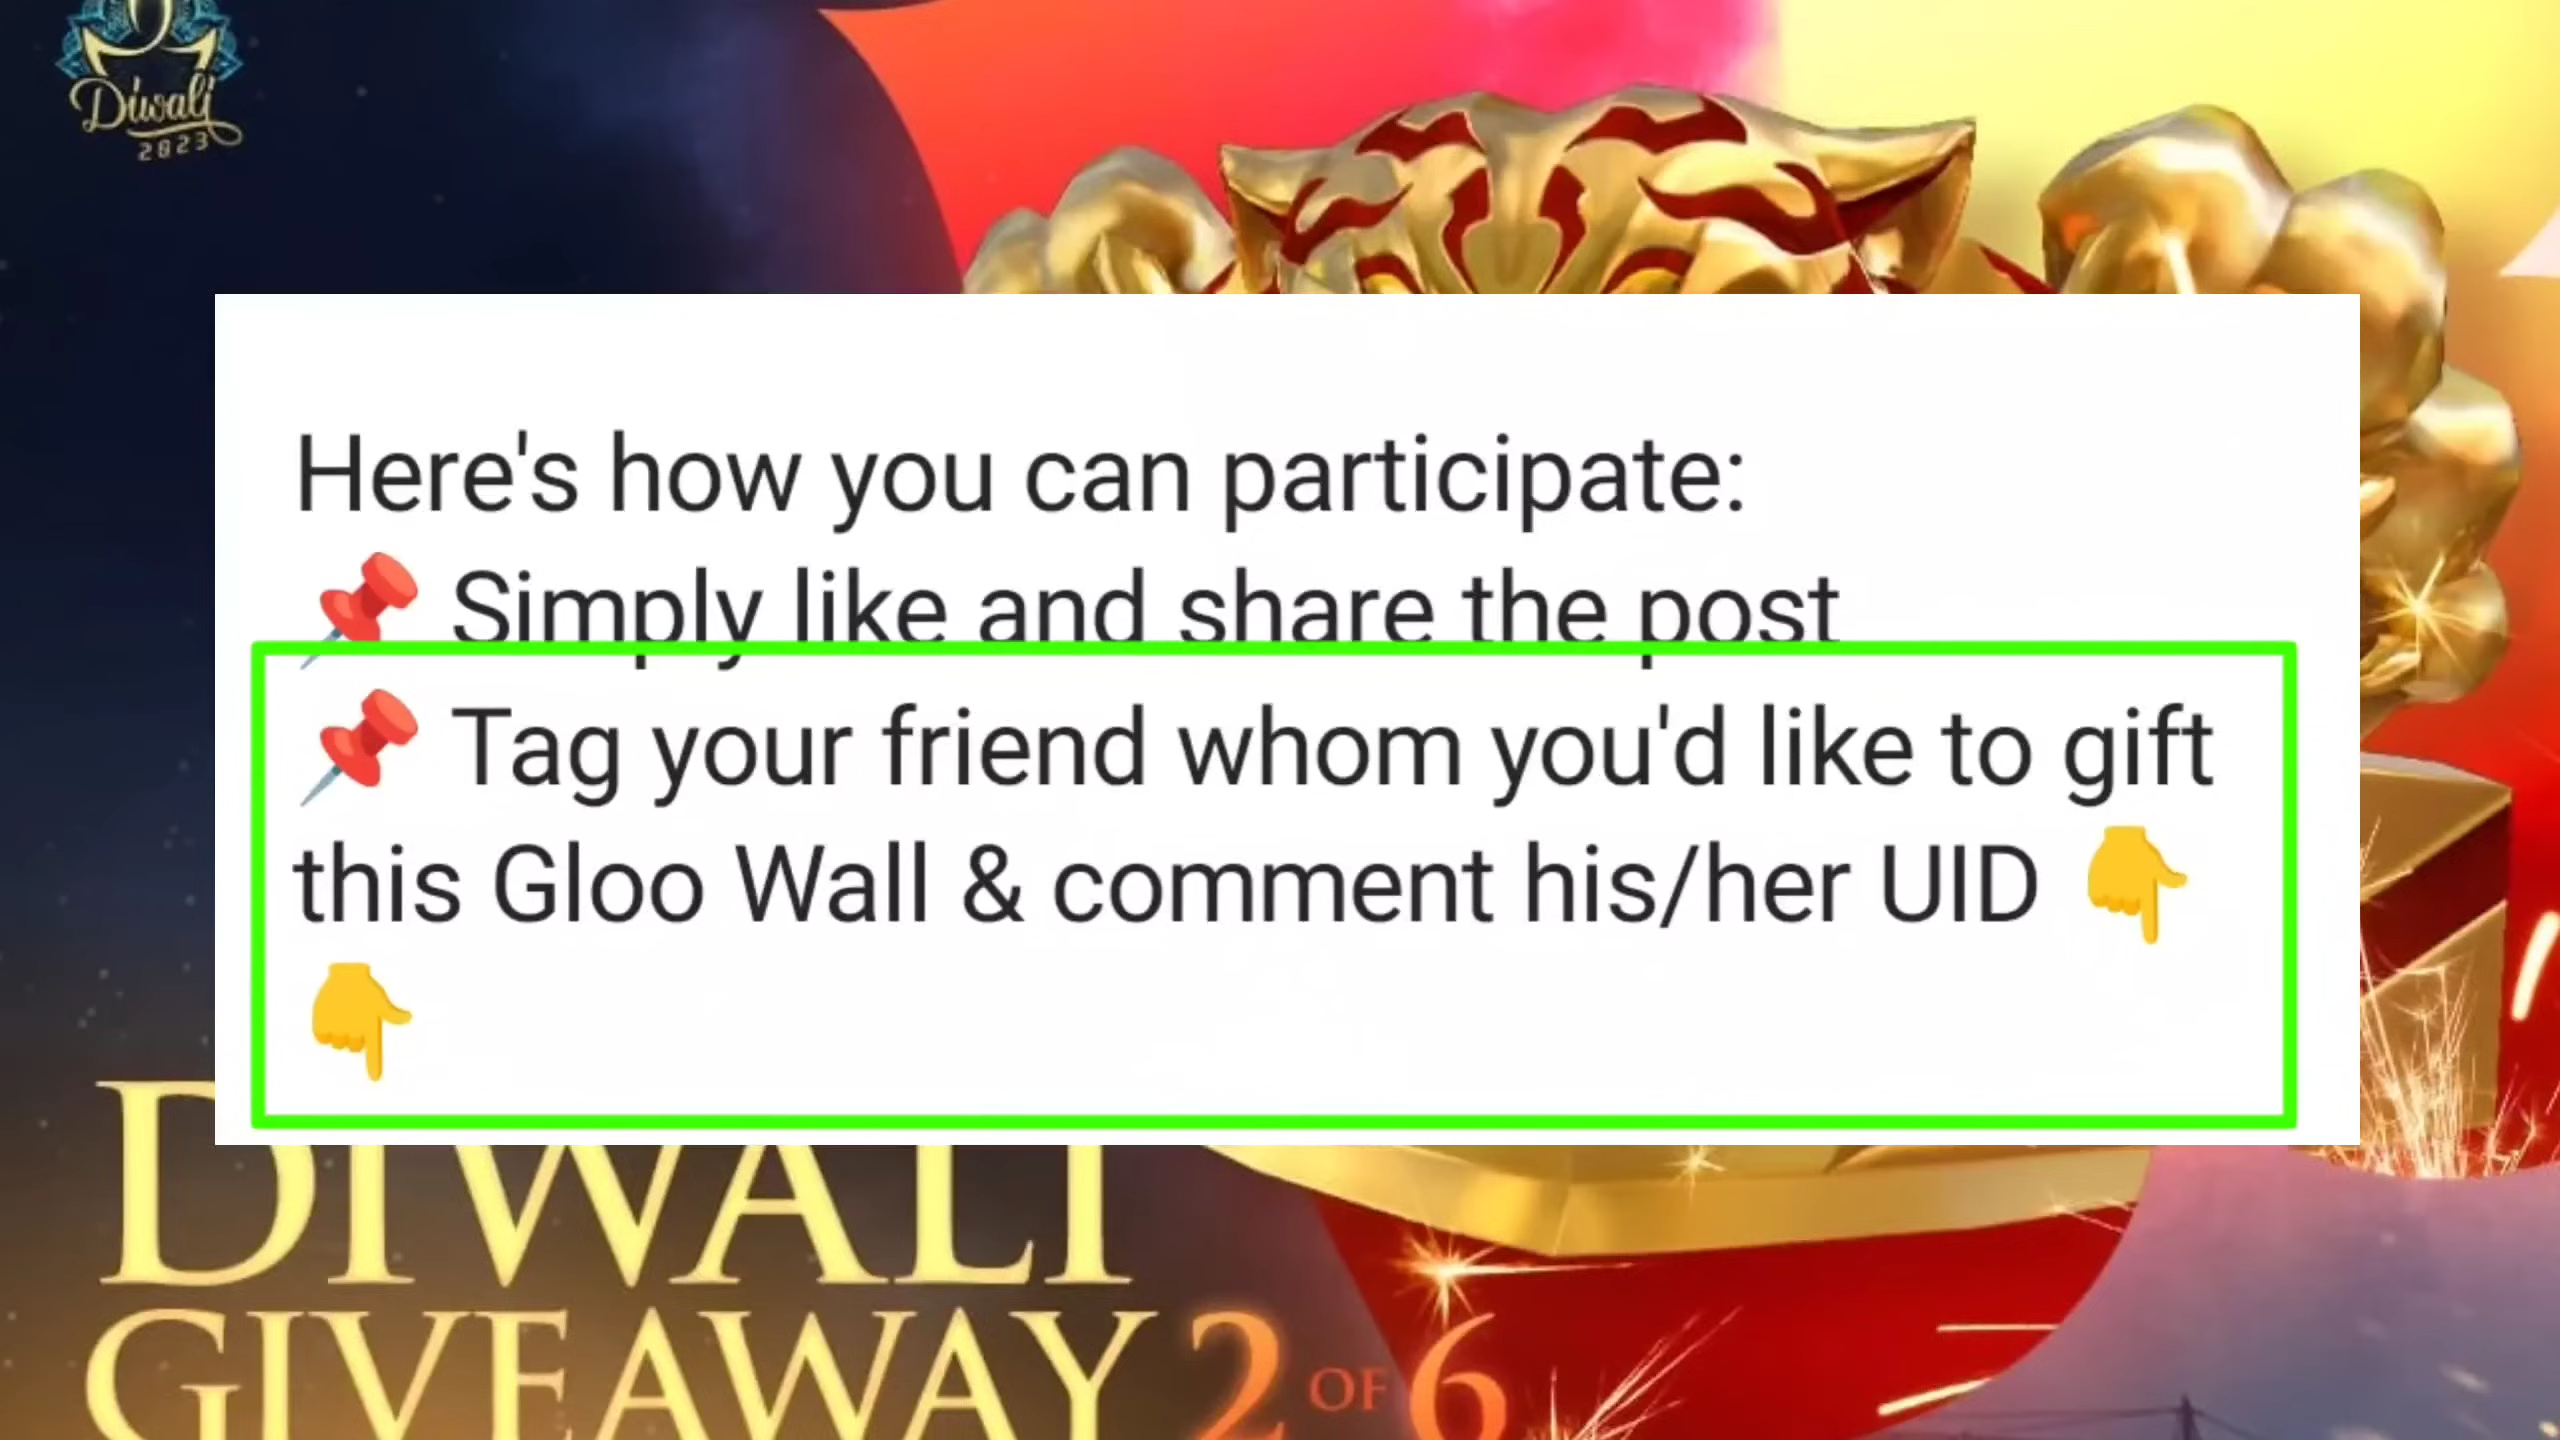 Diwali
2023
Here's how you can participate:
📌 Simply like and share the post
📌 Tag your friend whom you'd like to gift
this Gloo Wall & comment his/her UID 👇
👇
DIWALI
GIVEAWAY 2 OF 6